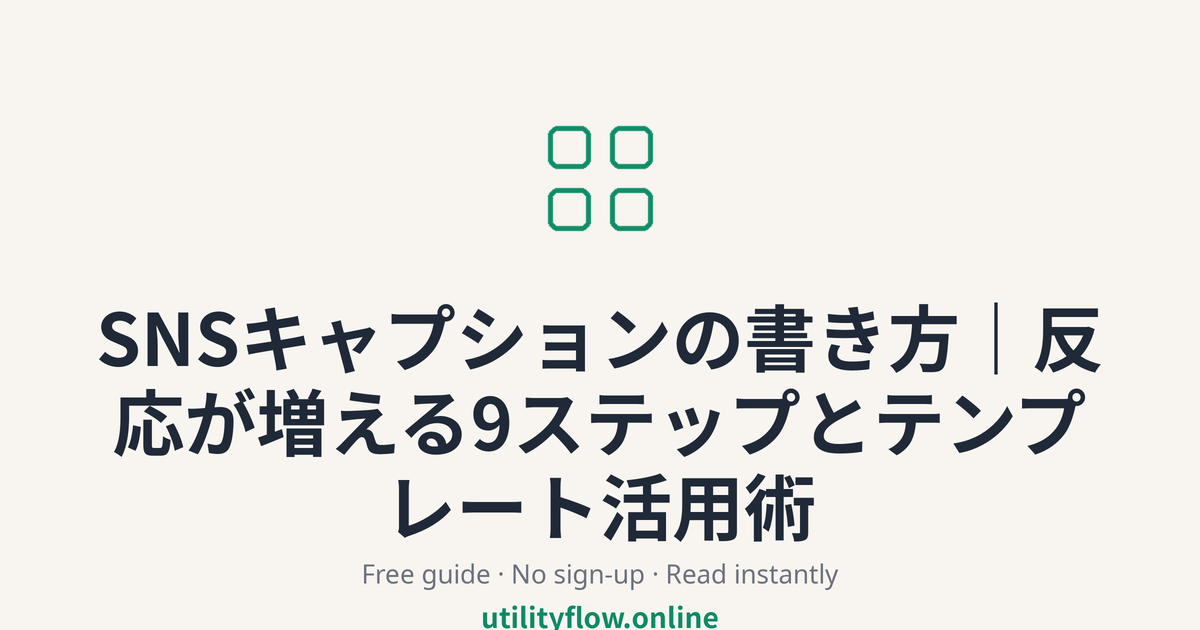 SNSキャプションの書き方｜反
応が増える9ステップとテンプ
レート活用術
Free guide · No sign-up · Read instantly
utilityflow.online